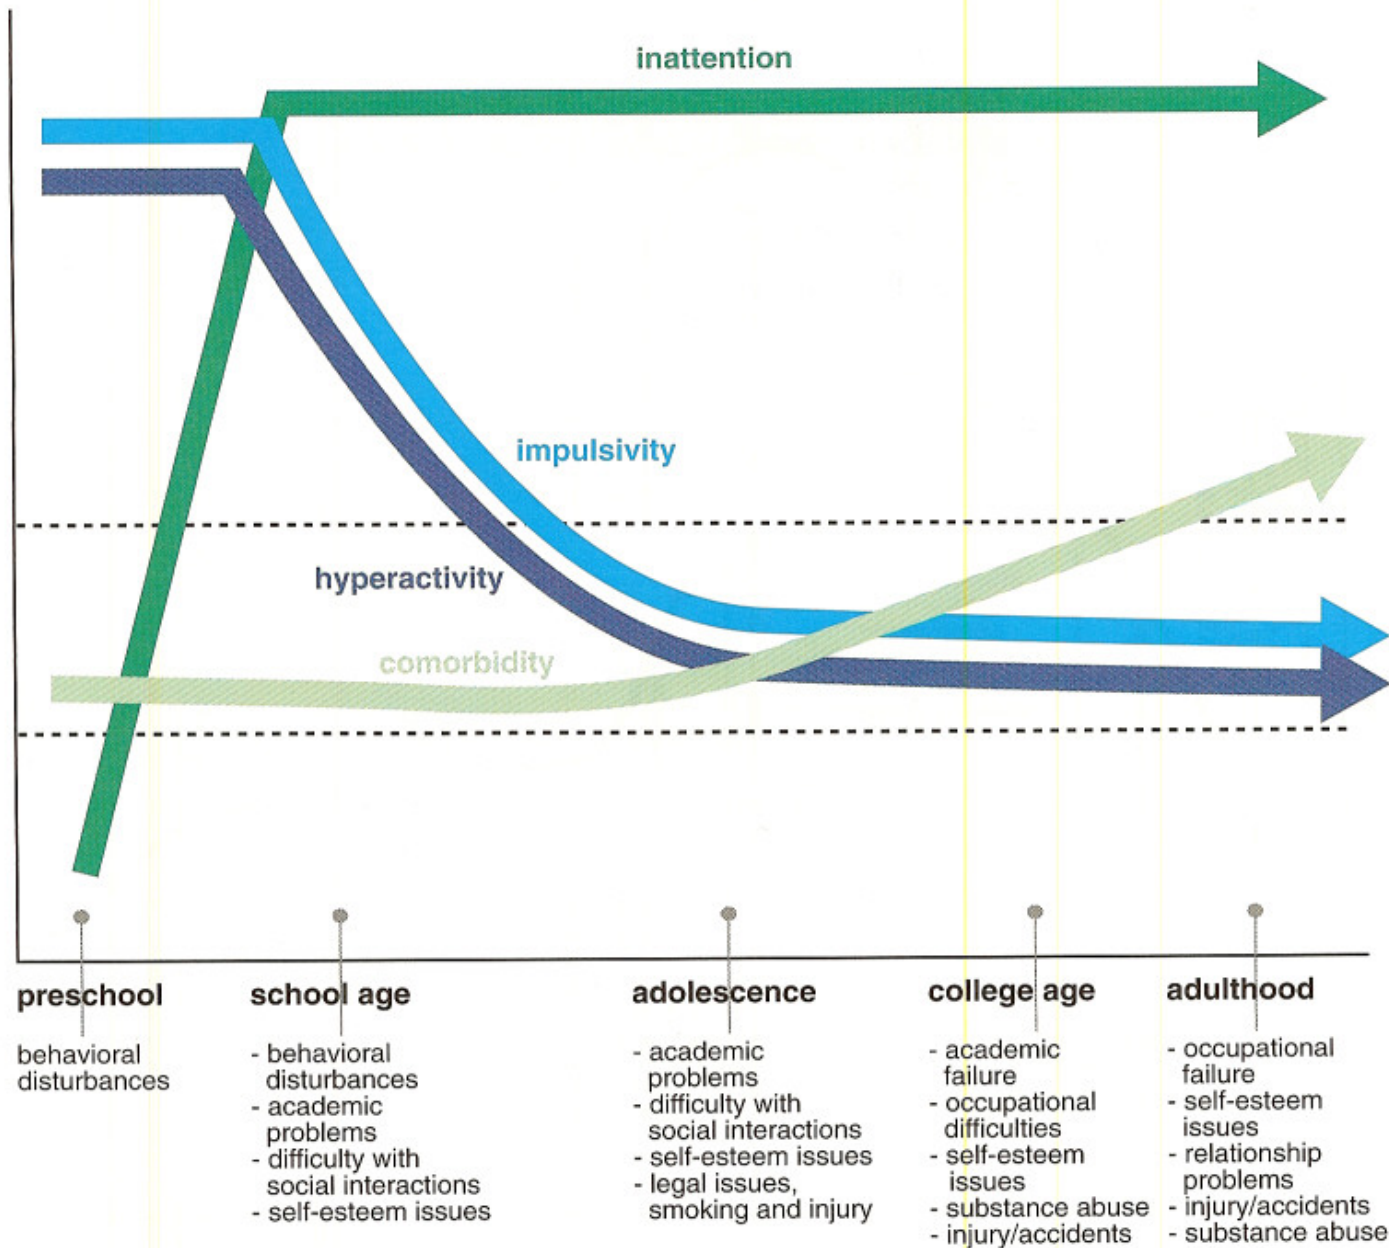 inattention
impulsivity
hyperactivity
comorbidity
preschool
behavioral
disturbances
school age
- behavioral
disturbances
- academic
problems
- difficulty with
social interactions
- self-esteem issues
adolescence
- academic
problems
- difficulty with
social interactions
- self-esteem issues
- legal issues,
smoking and injury
college age
- academic
failure
- occupational
difficulties
- self-esteem
issues
- substance abuse
- injury/accidents
adulthood
- occupational
failure
- self-esteem
issues
- relationship
problems
- injury/accidents
- substance abuse